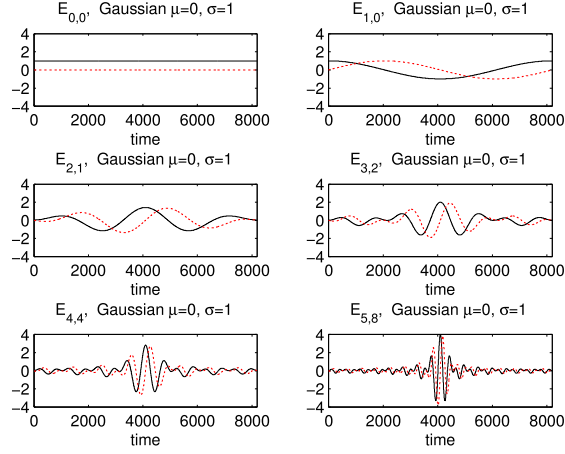 E0,0, Gaussian μ=0, σ=1
4
2
0
−2
−4
0 2000 4000 6000 8000
time
E1,0, Gaussian μ=0, σ=1
4
2
0
−2
−4
0 2000 4000 6000 8000
time
E2,1, Gaussian μ=0, σ=1
4
2
0
−2
−4
0 2000 4000 6000 8000
E3,2, Gaussian μ=0, σ=1
4
2
0
−2
−4
0 2000 4000 6000 8000
E4,4, Gaussian μ=0, σ=1
4
2
0
−2
−4
0 2000 4000 6000 8000
time
E5,8, Gaussian μ=0, σ=1
4
2
0
−2
−4
0 2000 4000 6000 8000
time